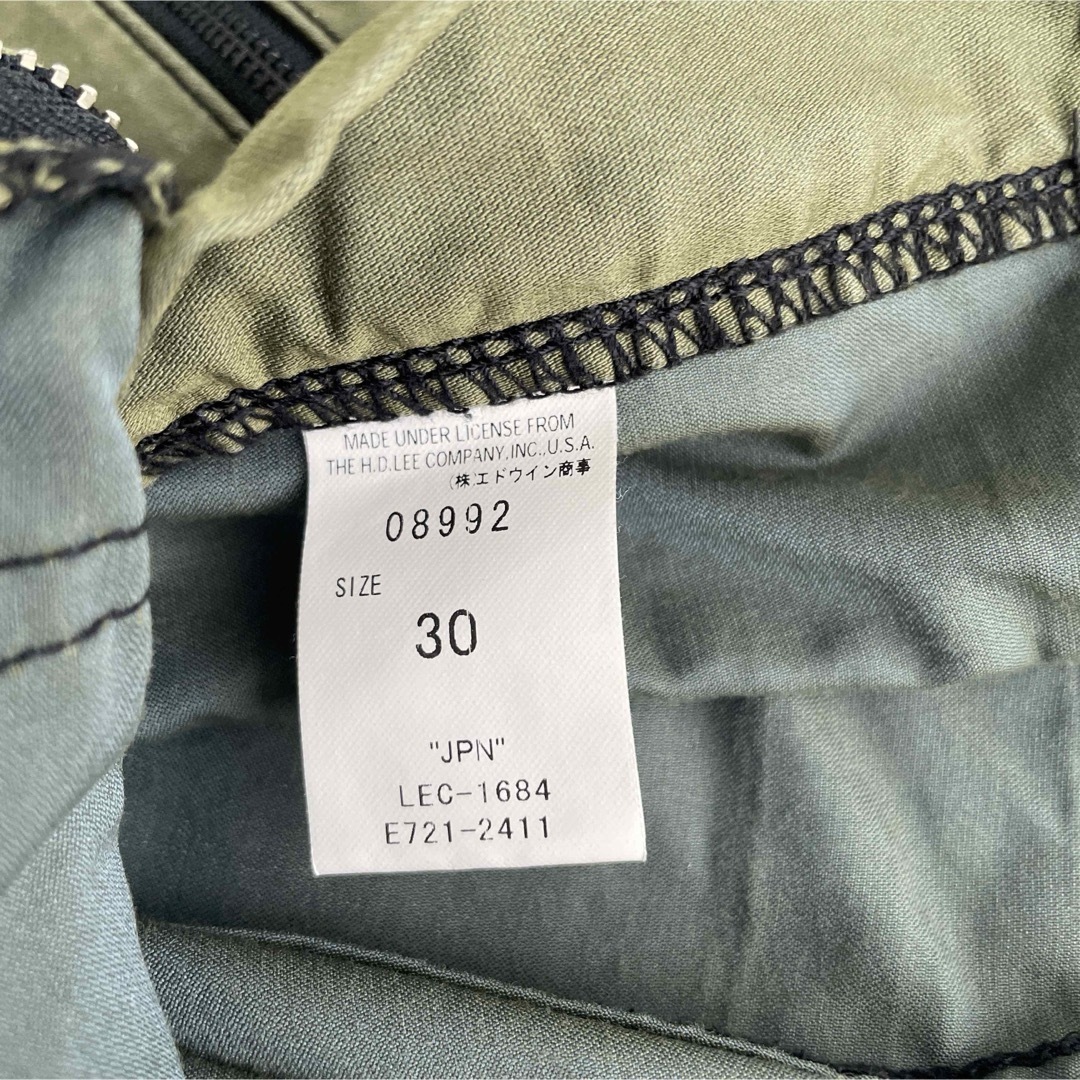 MADE UNDER LICENSE FROM
THE H.D.LEE COMPANY,INC.,U.S.A.
(株)エドウイン商事
08992
SIZE
30
"JPN"
LEC-1684
E721-2411